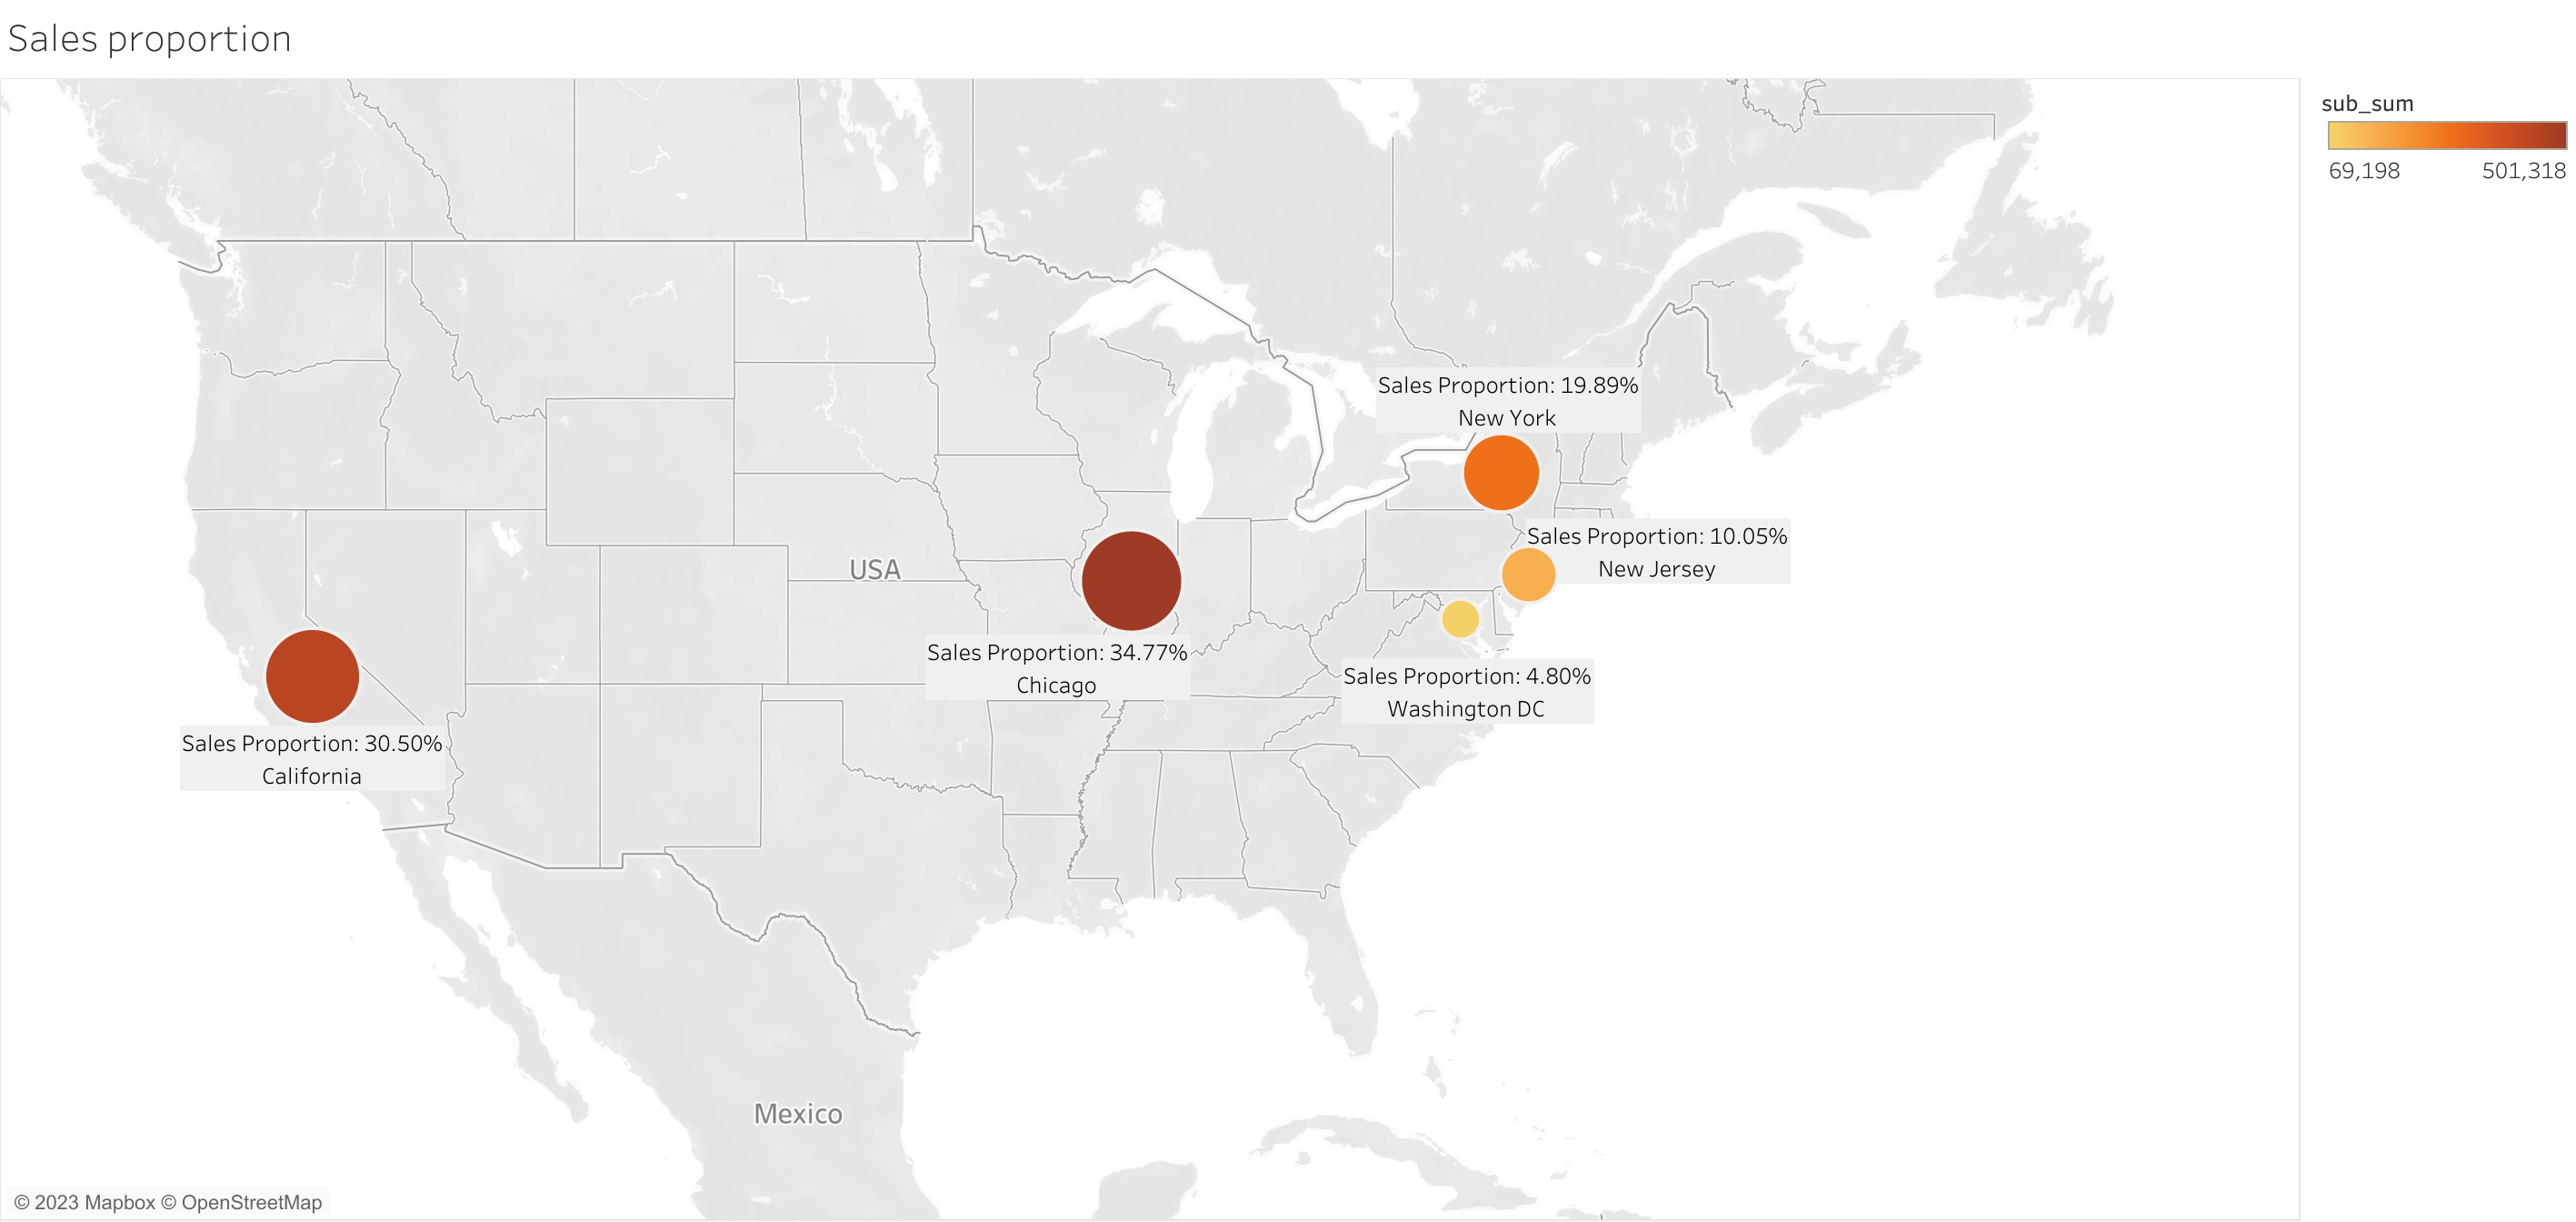 Sales proportion
sub_sum
69,198 501,318
Sales Proportion: 19.89%
New York
Sales Proportion: 10.05%
New Jersey
USA
Sales Proportion: 34.77%
Chicago
Sales Proportion: 4.80%
Washington DC
Sales Proportion: 30.50%
California
Mexico
© 2023 Mapbox © OpenStreetMap